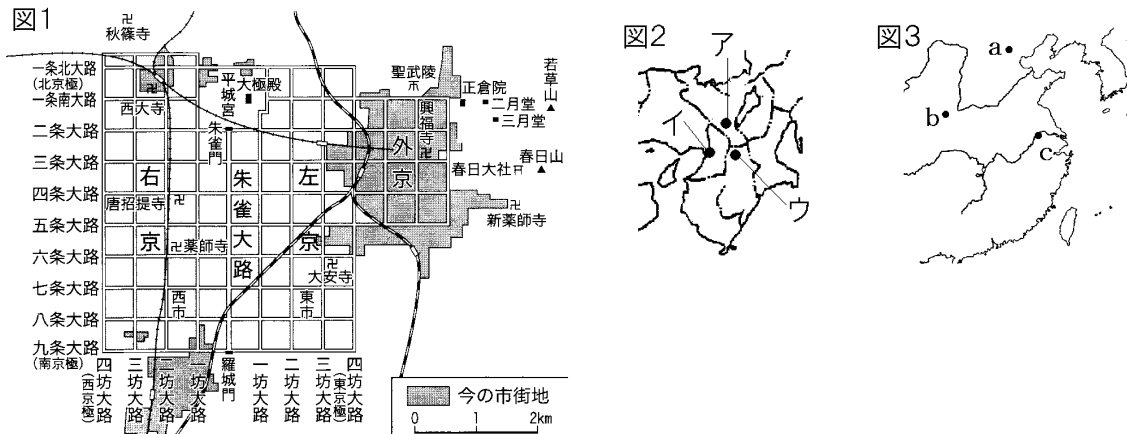 図1
卍
秋篠寺
一条北大路
(北京極)
一条南大路
二条大路
三条大路
四条大路
五条大路
六条大路
七条大路
八条大路
九条大路
(南京極)
卍
西大寺
平城宮
大極殿
朱雀門
聖武陵
正倉院
二月堂
三月堂
若草山
興福寺
卍
外京
春日大社
春日山
卍
新薬師寺
右京
朱雀大路
左京
唐招提寺
卍
卍薬師寺
卍
大安寺
西市
東市
四坊大路
(西京極)
三坊大路
二坊大路
一坊大路
羅城門
一坊大路
二坊大路
三坊大路
四坊大路
(東京極)
今の市街地
0 1 2km
図2
ア
イ
ウ
図3
a
b
c